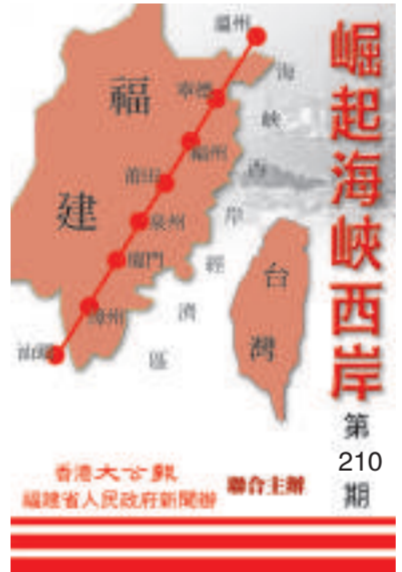 崛起海峽西岸
第
210
期
福建
台灣
海峽西岸經濟區
溫州
寧德
福州
莆田
泉州
廈門
漳州
汕頭
香港大公報
福建省人民政府新聞辦
聯合主辦